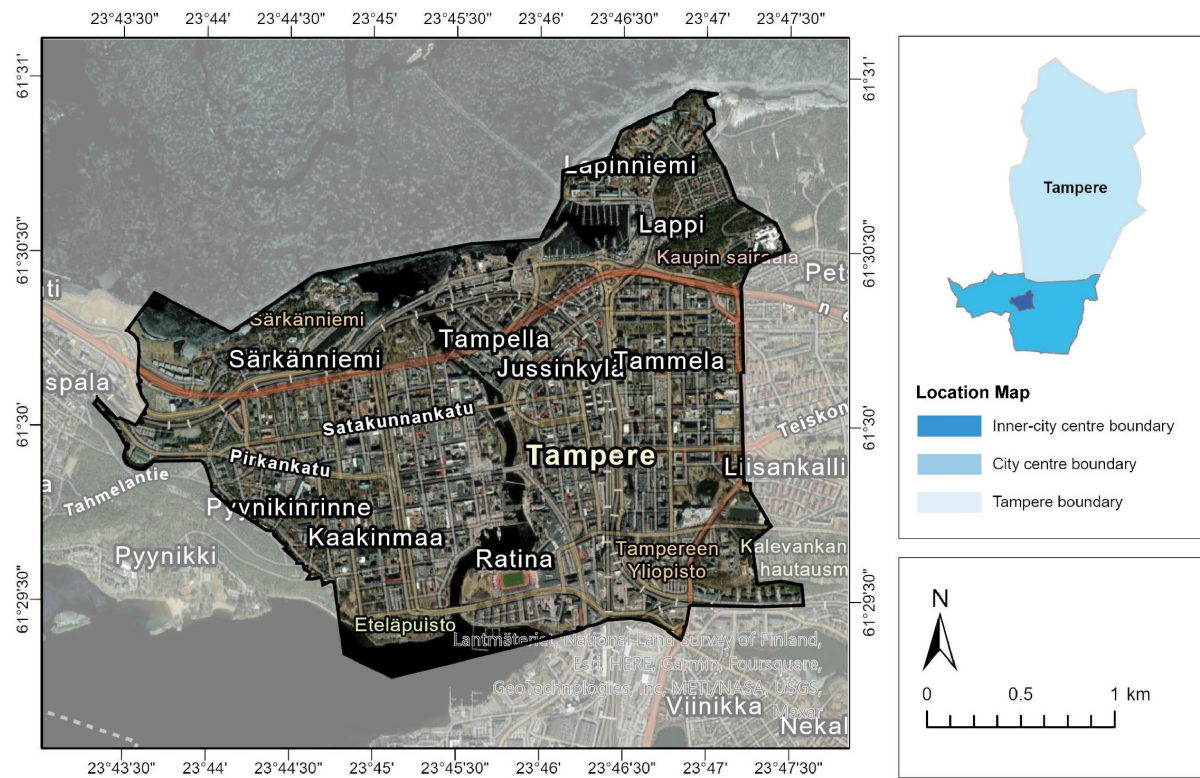 23°43'30" 23°44' 23°44'30" 23°45' 23°45'30" 23°46' 23°46'30" 23°47' 23°47'30"
61°31'
61°31'
61°30'30"
61°30'30"
61°30'
61°30'
61°29'30"
61°29'30"
Lapinniemi
Lappi
Kaupin sairaala
Pet
ti
n e
Särkänniemi
Särkänniemi
Tampella
Jussinkylä
Tammela
spala
Satakunnankatu
Teiskon
Tampere
Pirkankatu
Liisankalli
a
Tahmelantie
Pyynikinrinne
Kaakinmaa
Pyynikki
Ratina
Tampereen
Yliopisto
Kalevankan
hautausm
Eteläpuisto
Lantmäteriet, National Land Survey of Finland,
Esri, HERE, Garmin, Foursquare,
GeoTechnologies, Inc, METI/NASA, USGS,
Maxar
Viinikka
Nekal
23°43'30" 23°44' 23°44'30" 23°45' 23°45'30" 23°46' 23°46'30" 23°47' 23°47'30"
Tampere
Location Map
Inner-city centre boundary
City centre boundary
Tampere boundary
N
0 0.5 1 km